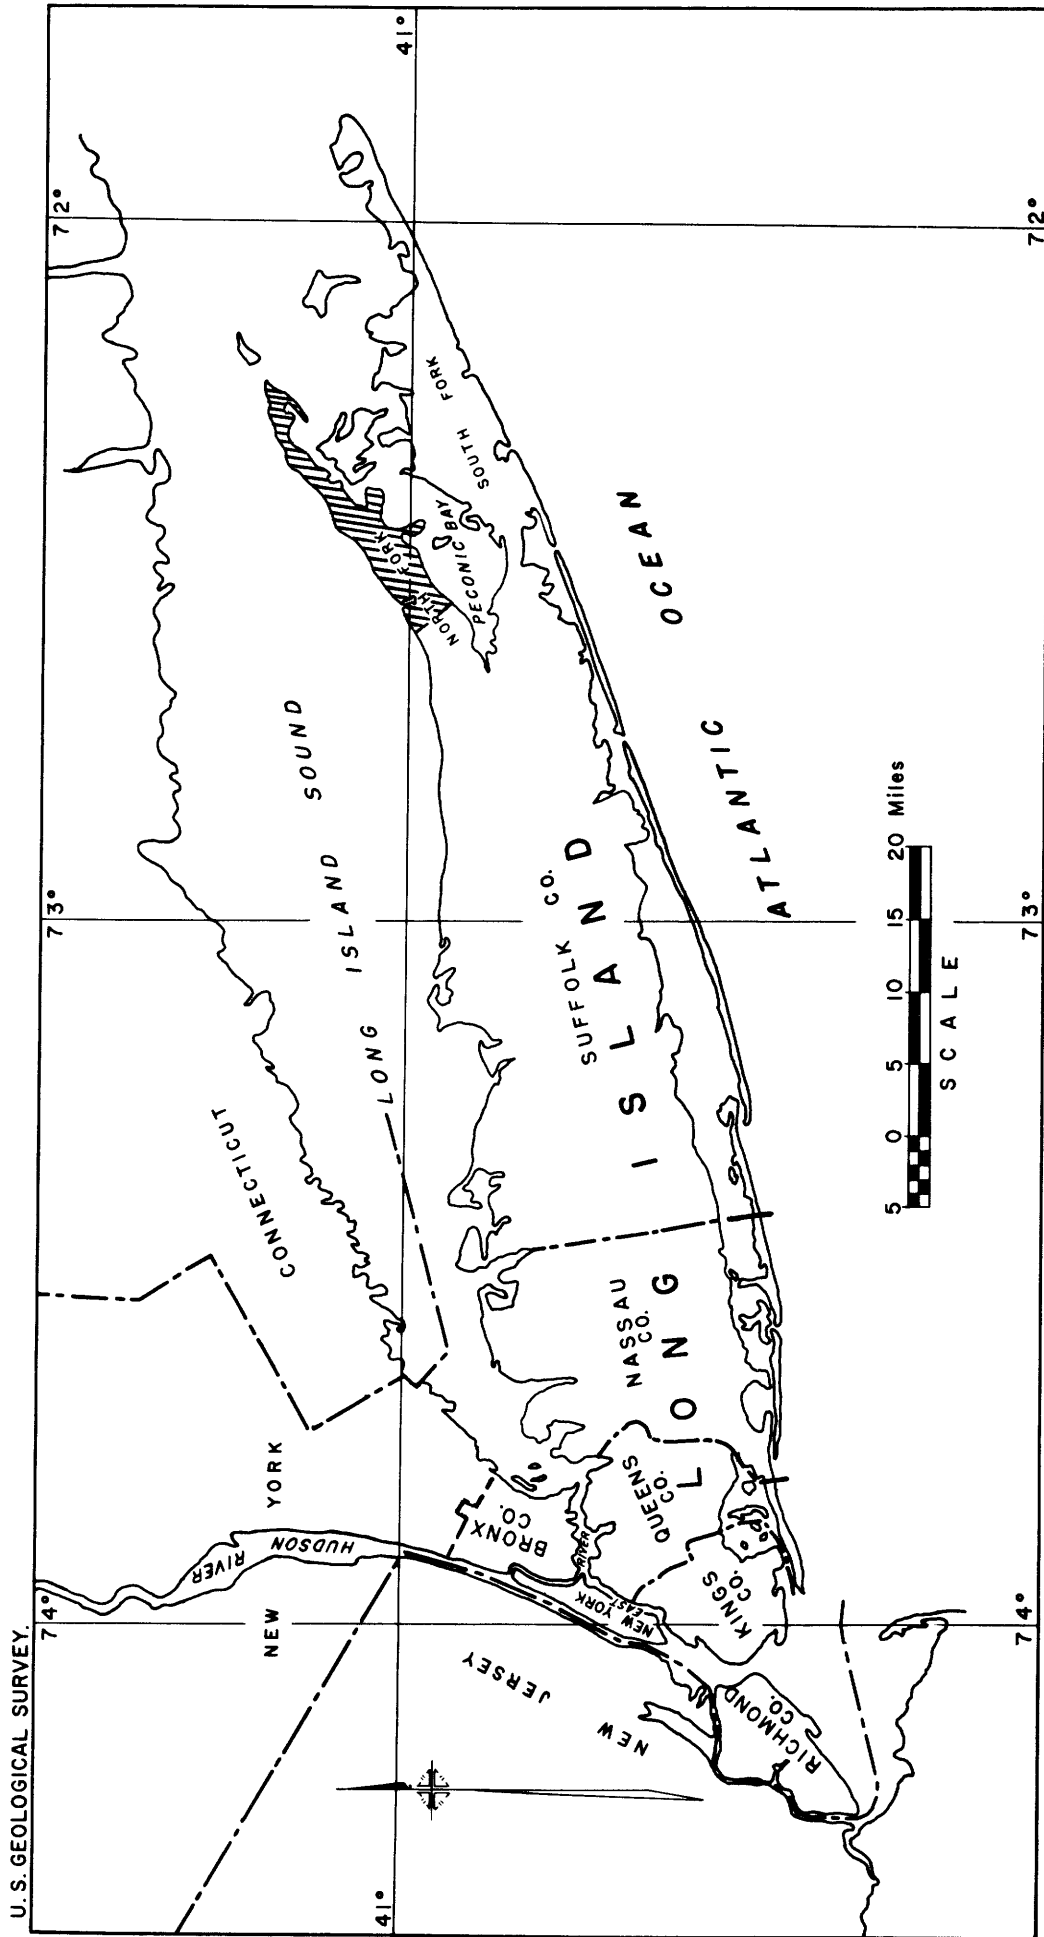 U. S. GEOLOGICAL SURVEY.
74°
73°
72°
41°
41°
NEW YORK
CONNECTICUT
HUDSON
RIVER
LONG ISLAND SOUND
NEW JERSEY
BRONX
CO.
NEW YORK
EAST
RIVER
QUEENS
CO.
KINGS
CO.
RICHMOND
CO.
NASSAU
CO.
SUFFOLK CO.
LONG ISLAND
NORTH FORK
PECONIC BAY
SOUTH FORK
ATLANTIC OCEAN
5 0 5 10 15 20 Miles
SCALE
74°
73°
72°